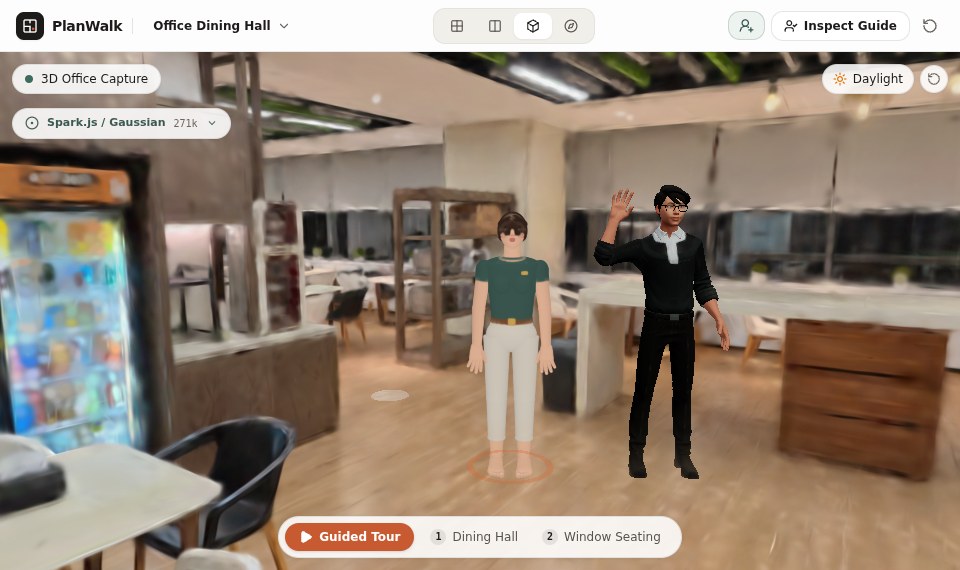 PlanWalk
Office Dining Hall
Inspect Guide
3D Office Capture
Daylight
Spark.js / Gaussian 271k
Guided Tour
1 Dining Hall
2 Window Seating